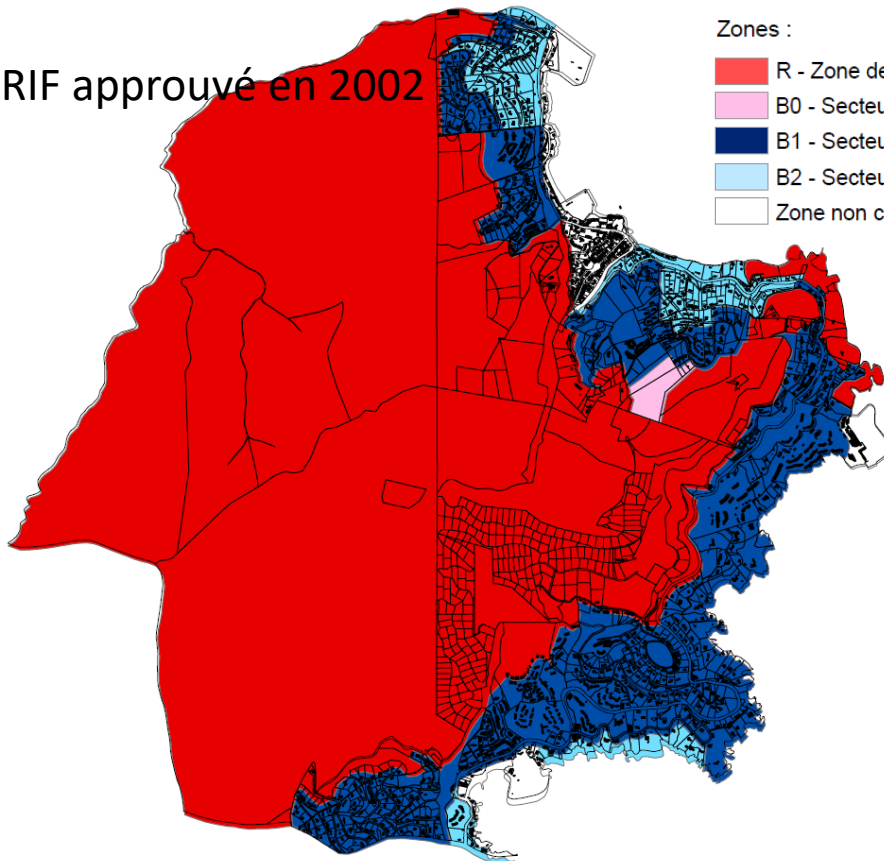 RIF approuvé en 2002
Zones :
R - Zone de
B0 - Secteu
B1 - Secteu
B2 - Secteu
Zone non c